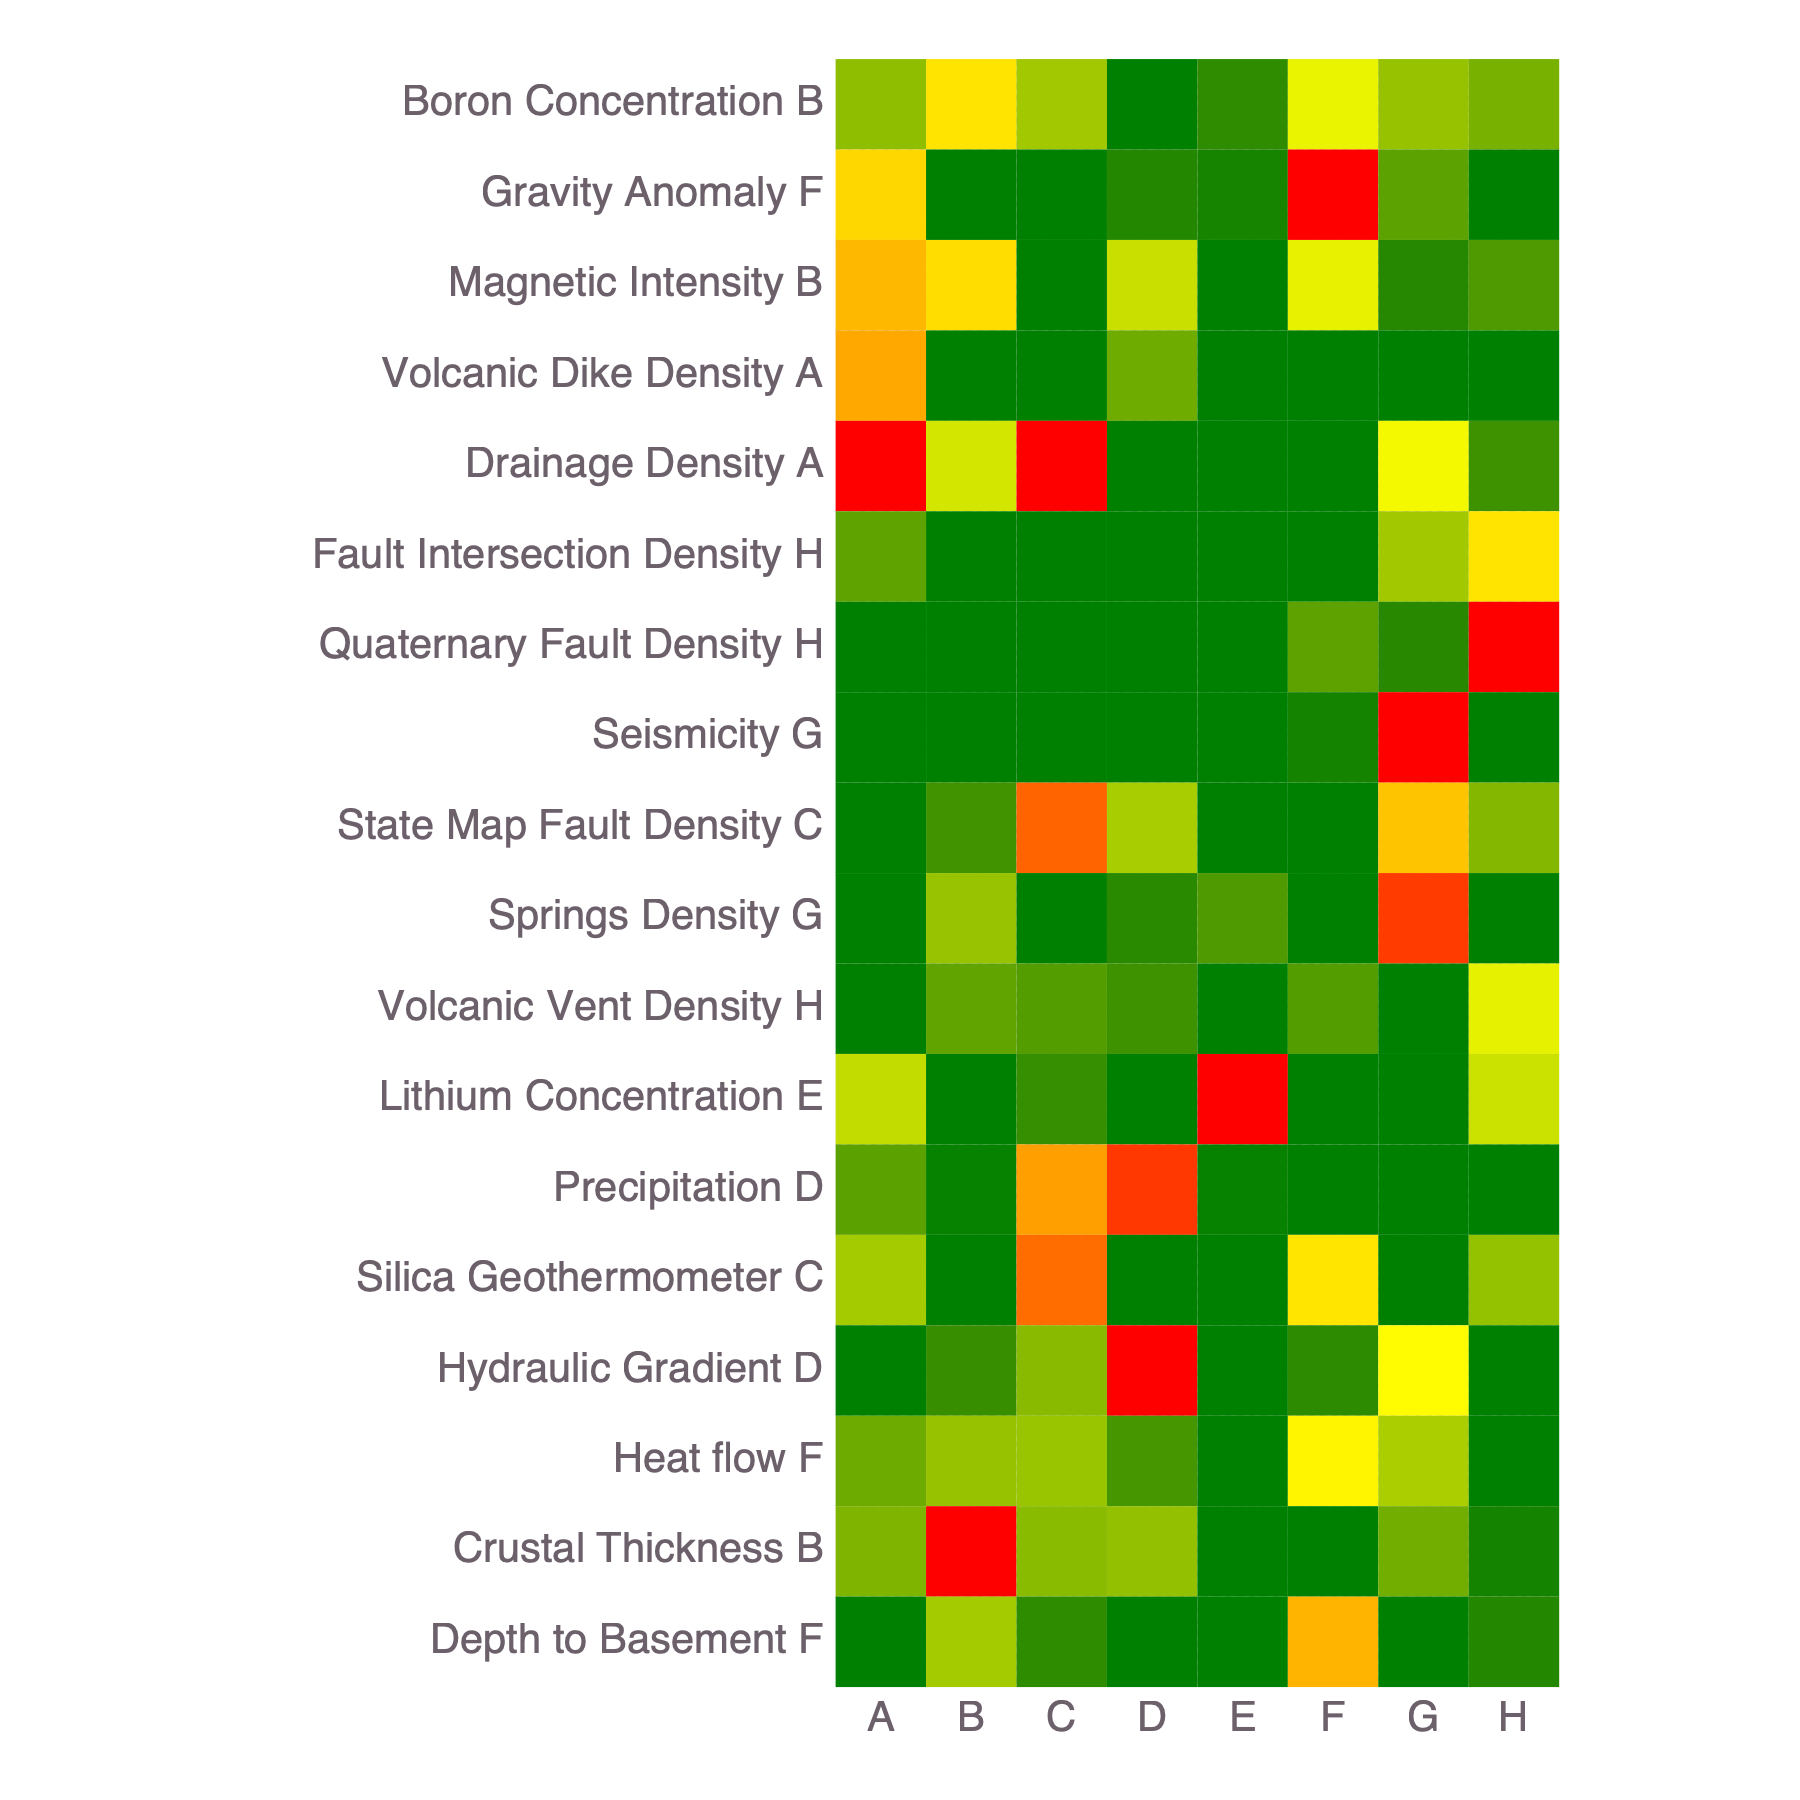 Boron Concentration B
Gravity Anomaly F
Magnetic Intensity B
Volcanic Dike Density A
Drainage Density A
Fault Intersection Density H
Quaternary Fault Density H
Seismicity G
State Map Fault Density C
Springs Density G
Volcanic Vent Density H
Lithium Concentration E
Precipitation D
Silica Geothermometer C
Hydraulic Gradient D
Heat flow F
Crustal Thickness B
Depth to Basement F
A B C D E F G H